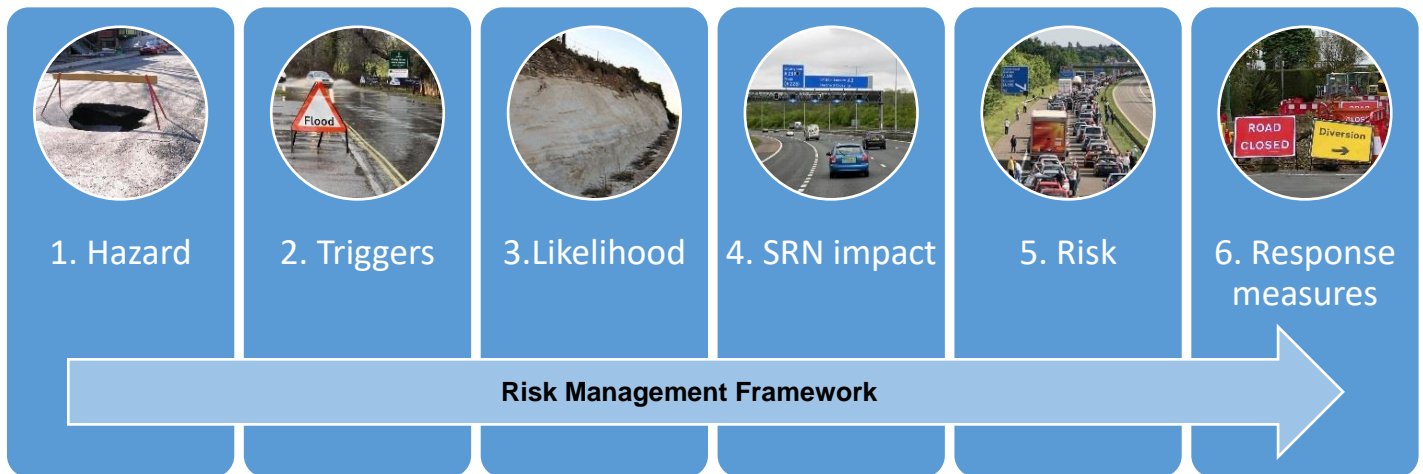 Flood
ROAD
CLOSED
Diversion
1. Hazard
2. Triggers
3.Likelihood
4. SRN impact
5. Risk
6. Response
measures
Risk Management Framework